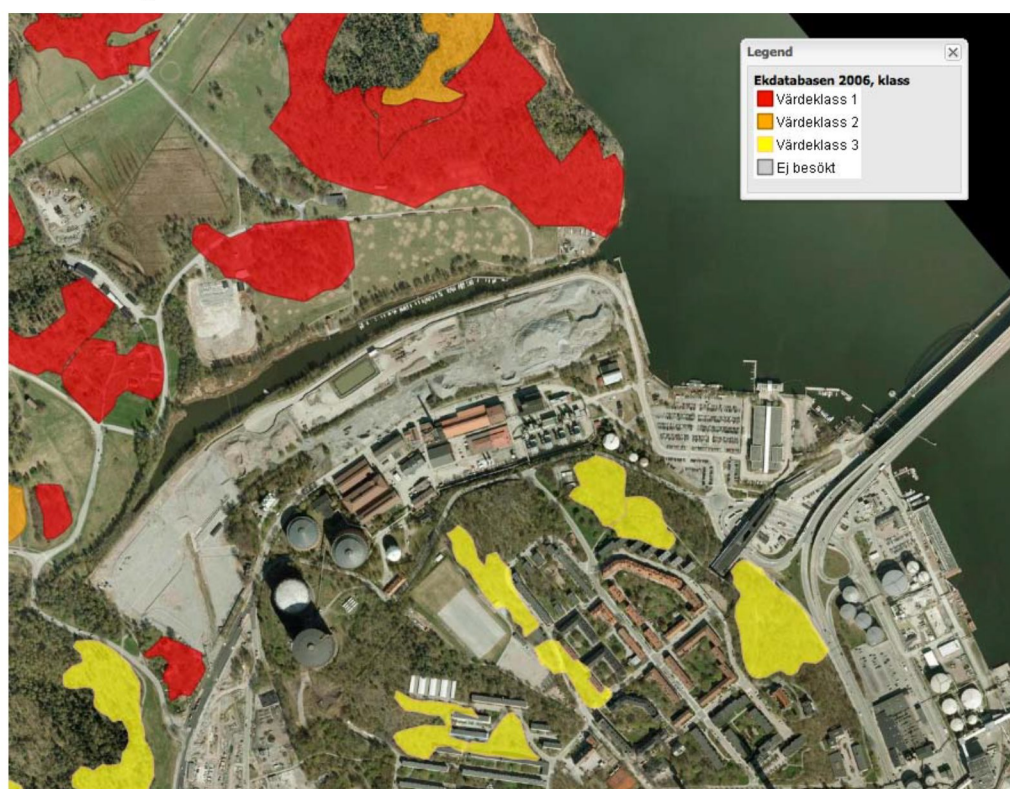 Legend
Ekdatabasen 2006, klass
Värdeklass 1
Värdeklass 2
Värdeklass 3
Ej besökt